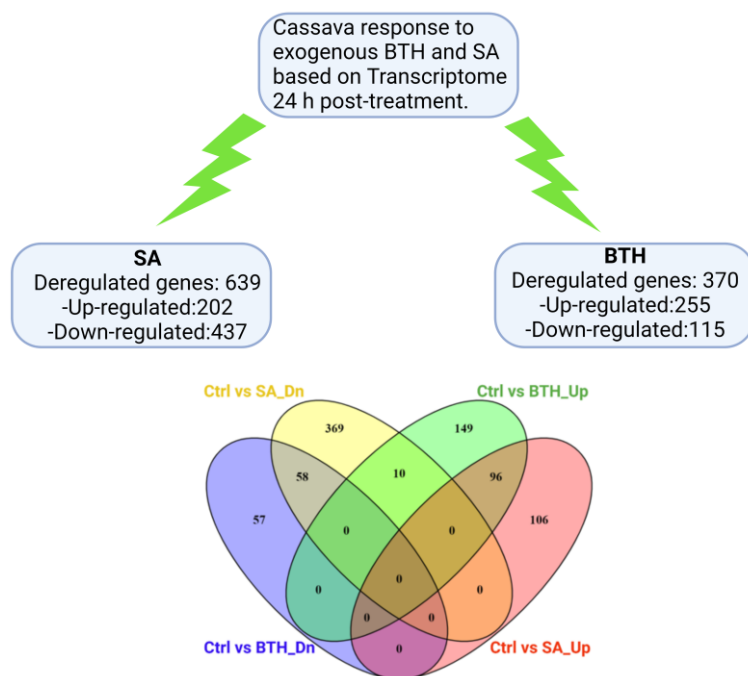 Cassava response to
exogenous BTH and SA
based on Transcriptome
24 h post-treatment.
SA
Deregulated genes: 639
-Up-regulated:202
-Down-regulated:437
BTH
Deregulated genes: 370
-Up-regulated:255
-Down-regulated:115
Ctrl vs SA_Dn
Ctrl vs BTH_Up
369
149
58
10
96
57
0
0
106
0
0
0
0
0
0
Ctrl vs BTH_Dn
Ctrl vs SA_Up